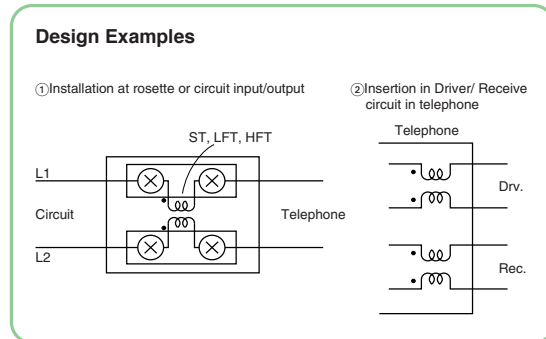 Design Examples
①Installation at rosette or circuit input/output
ST, LFT, HFT
L1
Circuit
Telephone
L2
②Insertion in Driver/ Receive
circuit in telephone
Telephone
Drv.
Rec.